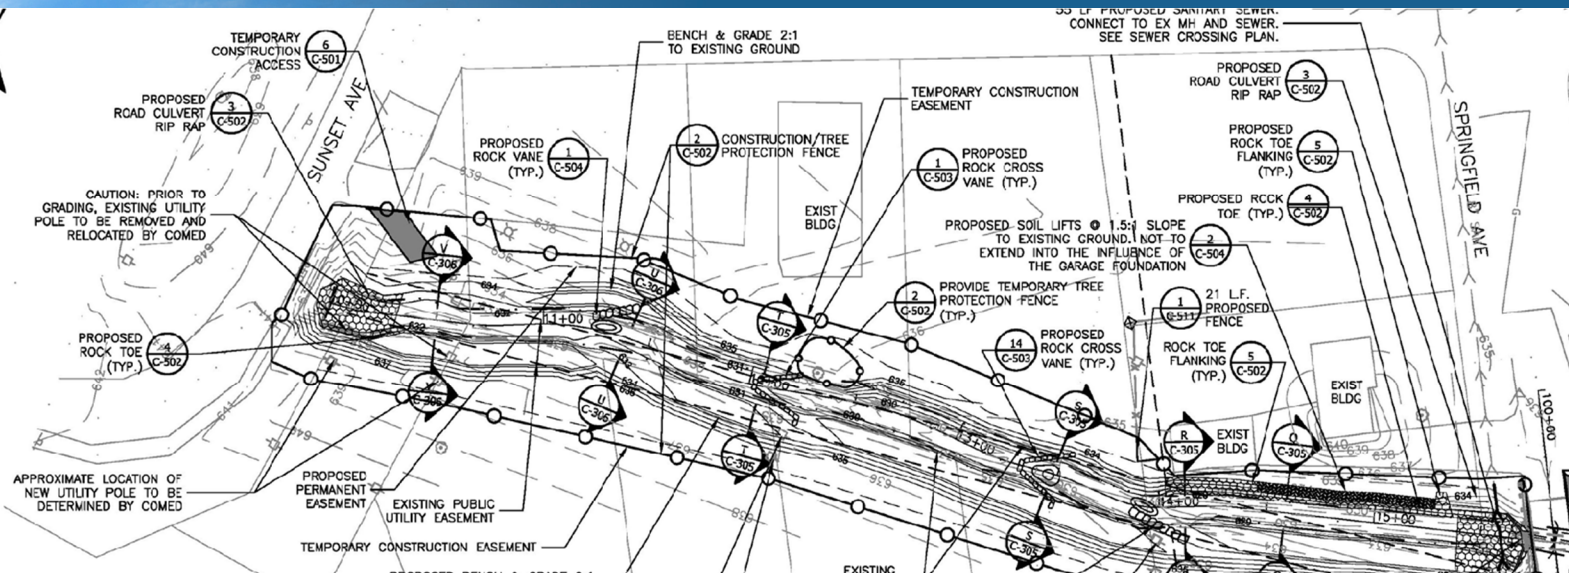 TEMPORARY
CONSTRUCTION
ACCESS
6
C-501
BENCH & GRADE 2:1
TO EXISTING GROUND
55 LF PROPOSED SANITARY SEWER.
CONNECT TO EX MH AND SEWER.
SEE SEWER CROSSING PLAN.
PROPOSED
ROAD CULVERT
RIP RAP
3
C-502
SUNSET AVE
PROPOSED
ROCK VANE
(TYP.)
1
C-504
2
C-502
CONSTRUCTION/TREE
PROTECTION FENCE
TEMPORARY CONSTRUCTION
EASEMENT
1
C-503
PROPOSED
ROCK CROSS
VANE (TYP.)
PROPOSED
ROAD CULVERT
RIP RAP
3
C-502
PROPOSED
ROCK TOE
FLANKING
(TYP.)
5
C-502
PROPOSED ROCK
TOE (TYP.)
4
C-502
SPRINGFIELD AVE
CAUTION: PRIOR TO
GRADING, EXISTING UTILITY
POLE TO BE REMOVED AND
RELOCATED BY COMED
EXIST
BLDG
PROPOSED SOIL LIFTS @ 1.5:1 SLOPE
TO EXISTING GROUND. NOT TO
EXTEND INTO THE INFLUENCE OF
THE GARAGE FOUNDATION
2
C-504
V
C-306
U
C-306
T
C-305
2
C-502
PROVIDE TEMPORARY TREE
PROTECTION FENCE
(TYP.)
1
C-511
21 L.F.
PROPOSED
FENCE
PROPOSED
ROCK TOE
(TYP.)
4
C-502
11+00
14
C-503
PROPOSED
ROCK CROSS
VANE (TYP.)
ROCK TOE
FLANKING
(TYP.)
5
C-502
EXIST
BLDG
V
C-306
U
C-306
T
C-305
S
C-305
R
C-305
EXIST
BLDG
Q
C-305
13+00
14+00
15+00
634
APPROXIMATE LOCATION OF
NEW UTILITY POLE TO BE
DETERMINED BY COMED
PROPOSED
PERMANENT
EASEMENT
EXISTING PUBLIC
UTILITY EASEMENT
TEMPORARY CONSTRUCTION EASEMENT
S
C-305
EXISTING